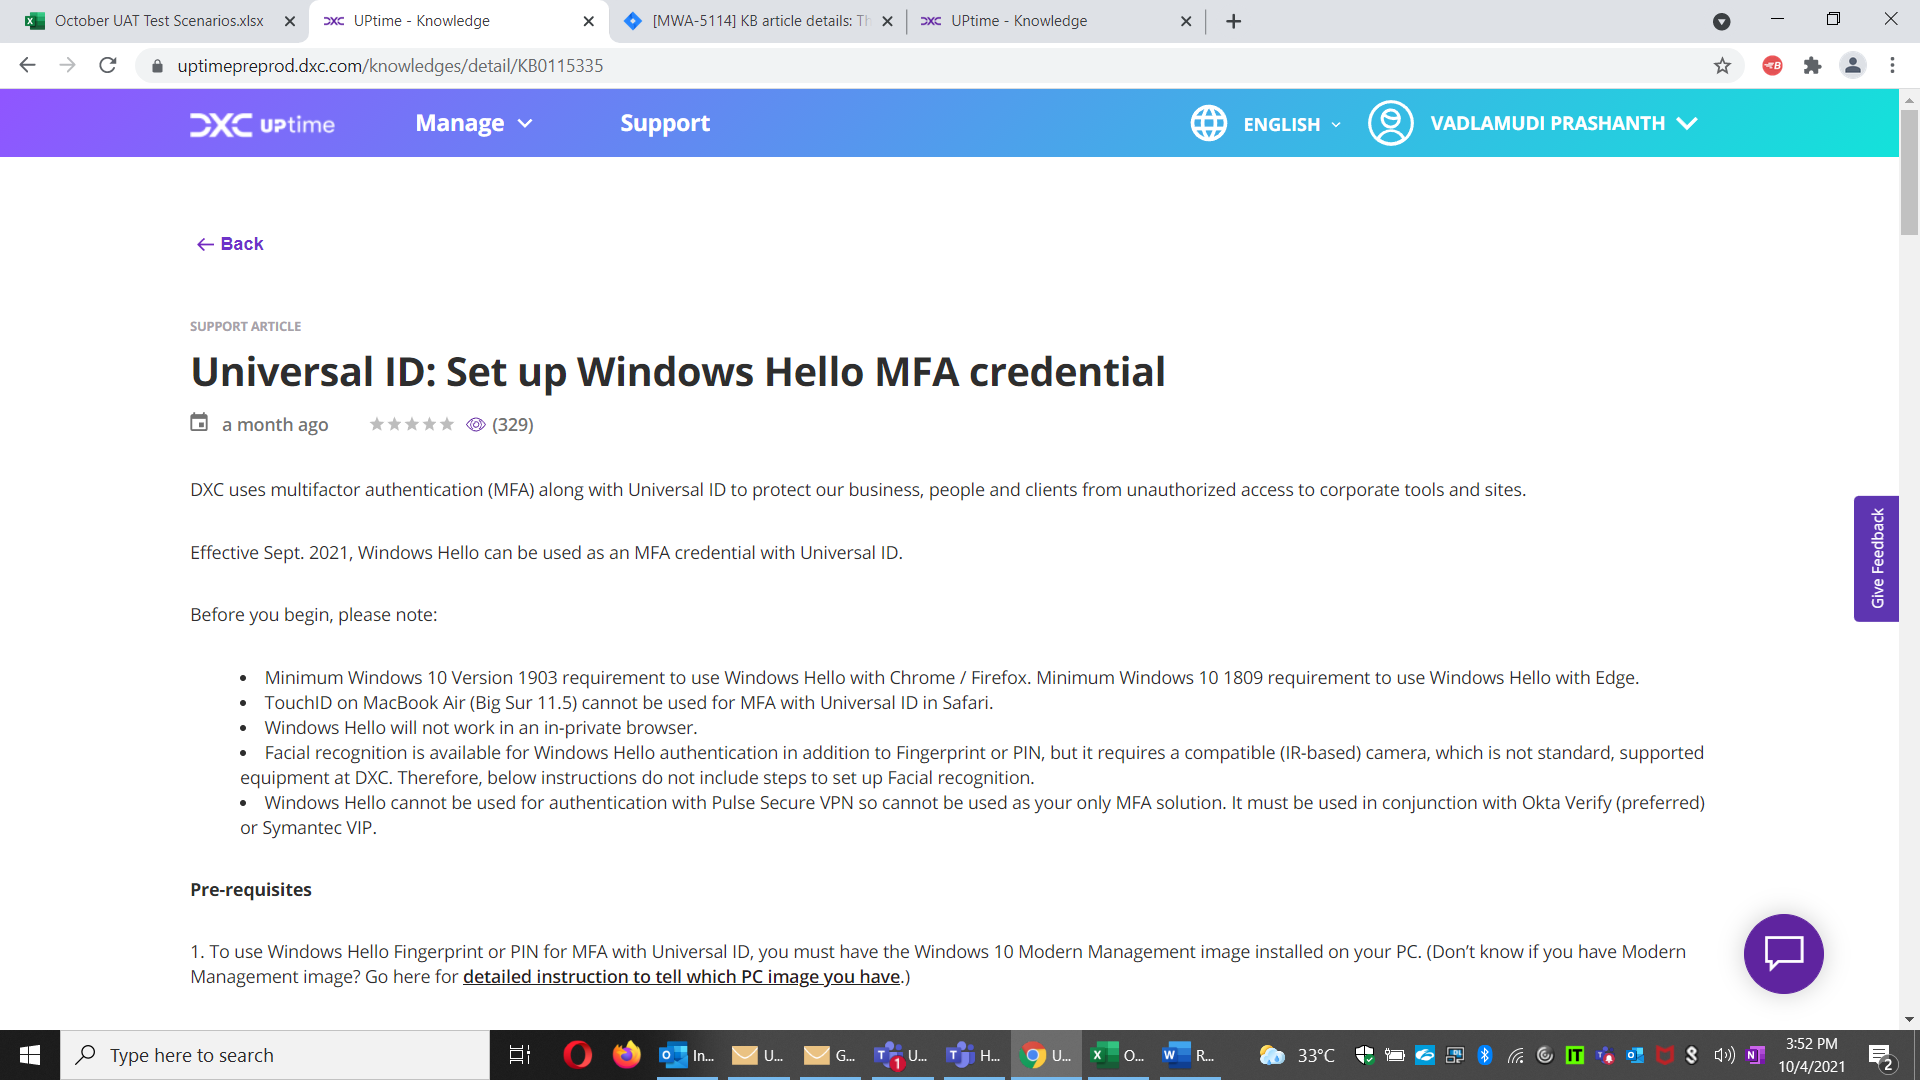 October UAT Test Scenarios.xlsx
UPtime - Knowledge
[MWA-5114] KB article details: Th
UPtime - Knowledge
uptimepreprod.dxc.com/knowledges/detail/KB0115335
DXC UPtime
Manage
Support
ENGLISH
VADLAMUDI PRASHANTH
Back
SUPPORT ARTICLE
Universal ID: Set up Windows Hello MFA credential
a month ago
(329)
DXC uses multifactor authentication (MFA) along with Universal ID to protect our business, people and clients from unauthorized access to corporate tools and sites.
Effective Sept. 2021, Windows Hello can be used as an MFA credential with Universal ID.
Give Feedback
Before you begin, please note:
• Minimum Windows 10 Version 1903 requirement to use Windows Hello with Chrome / Firefox. Minimum Windows 10 1809 requirement to use Windows Hello with Edge.
• TouchID on MacBook Air (Big Sur 11.5) cannot be used for MFA with Universal ID in Safari.
• Windows Hello will not work in an in-private browser.
• Facial recognition is available for Windows Hello authentication in addition to Fingerprint or PIN, but it requires a compatible (IR-based) camera, which is not standard, supported
equipment at DXC. Therefore, below instructions do not include steps to set up Facial recognition.
• Windows Hello cannot be used for authentication with Pulse Secure VPN so cannot be used as your only MFA solution. It must be used in conjunction with Okta Verify (preferred)
or Symantec VIP.
Pre-requisites
1. To use Windows Hello Fingerprint or PIN for MFA with Universal ID, you must have the Windows 10 Modern Management image installed on your PC. (Don’t know if you have Modern
Management image? Go here for detailed instruction to tell which PC image you have.)
Type here to search
In...
U...
G...
U...
H...
U...
O...
R...
33°C
3:52 PM
10/4/2021
2